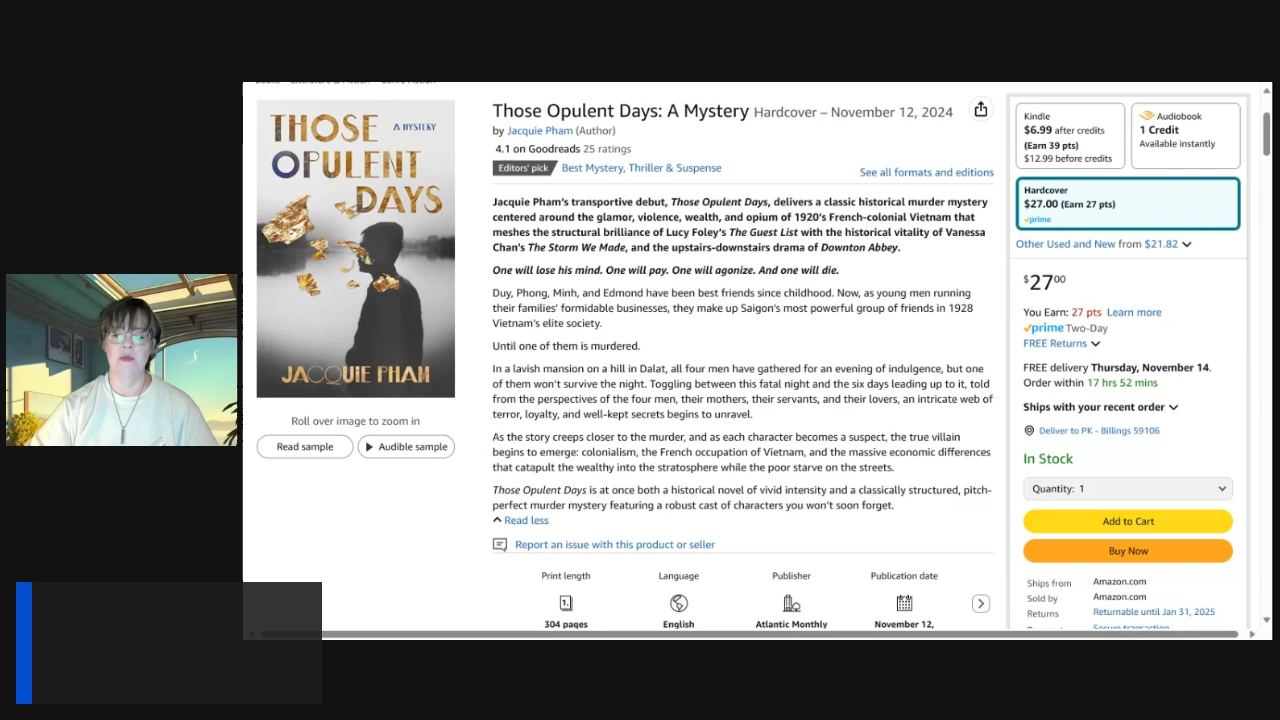 THOSE
A MYSTERY
OPULENT
DAYS
JACQUIE PHAM
Roll over image to zoom in
Read sample
Audible sample
Those Opulent Days: A Mystery Hardcover – November 12, 2024
by Jacquie Pham (Author)
4.1 on Goodreads 25 ratings
Editors' pick Best Mystery, Thriller & Suspense
See all formats and editions
Jacquie Pham's transportive debut, Those Opulent Days, delivers a classic historical murder mystery
centered around the glamor, violence, wealth, and opium of 1920's French-colonial Vietnam that
meshes the structural brilliance of Lucy Foley's The Guest List with the historical vitality of Vanessa
Chan's The Storm We Made, and the upstairs-downstairs drama of Downton Abbey.
One will lose his mind. One will pay. One will agonize. And one will die.
Duy, Phong, Minh, and Edmond have been best friends since childhood. Now, as young men running
their families' formidable businesses, they make up Saigon's most powerful group of friends in 1928
Vietnam's elite society.
Until one of them is murdered.
In a lavish mansion on a hill in Dalat, all four men have gathered for an evening of indulgence, but one
of them won't survive the night. Toggling between this fatal night and the six days leading up to it, told
from the perspectives of the four men, their mothers, their servants, and their lovers, an intricate web of
terror, loyalty, and well-kept secrets begins to unravel.
As the story creeps closer to the murder, and as each character becomes a suspect, the true villain
begins to emerge: colonialism, the French occupation of Vietnam, and the massive economic differences
that catapult the wealthy into the stratosphere while the poor starve on the streets.
Those Opulent Days is at once both a historical novel of vivid intensity and a classically structured, pitch-
perfect murder mystery featuring a robust cast of characters you won't soon forget.
Read less
Report an issue with this product or seller
Print length
Language
Publisher
Publication date
304 pages
English
Atlantic Monthly
November 12,
Kindle
$6.99 after credits
(Earn 39 pts)
$12.99 before credits
Audiobook
1 Credit
Available instantly
Hardcover
$27.00 (Earn 27 pts)
prime
Other Used and New from $21.82
$2700
You Earn: 27 pts Learn more
prime Two-Day
FREE Returns
FREE delivery Thursday, November 14.
Order within 17 hrs 52 mins
Ships with your recent order
Deliver to PK - Billings 59106
In Stock
Quantity: 1
Add to Cart
Buy Now
Ships from Amazon.com
Sold by Amazon.com
Returns Returnable until Jan 31, 2025
Secure transaction